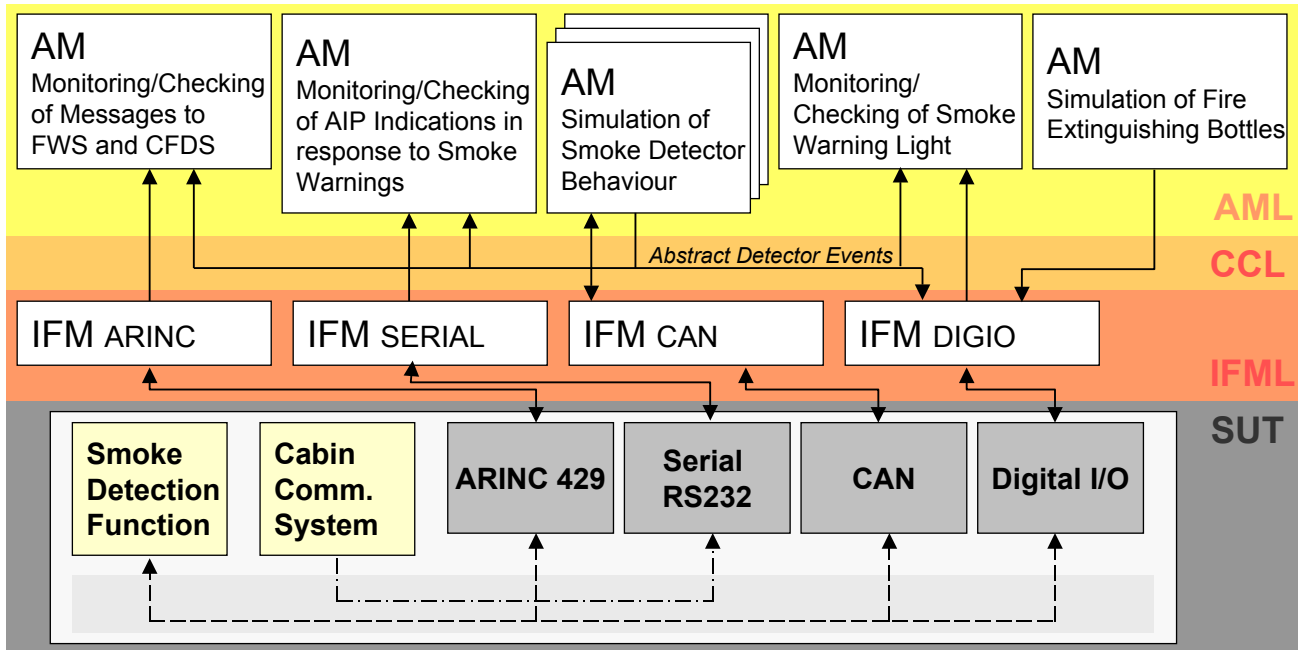 AM
Monitoring/Checking
of Messages to
FWS and CFDS
AM
Monitoring/Checking
of AIP Indications in
response to Smoke
Warnings
AM
Simulation of
Smoke Detector
Behaviour
AM
Monitoring/
Checking of Smoke
Warning Light
AM
Simulation of Fire
Extinguishing Bottles
AML
Abstract Detector Events
CCL
IFM ARINC
IFM SERIAL
IFM CAN
IFM DIGIO
IFML
SUT
Smoke
Detection
Function
Cabin
Comm.
System
ARINC 429
Serial
RS232
CAN
Digital I/O